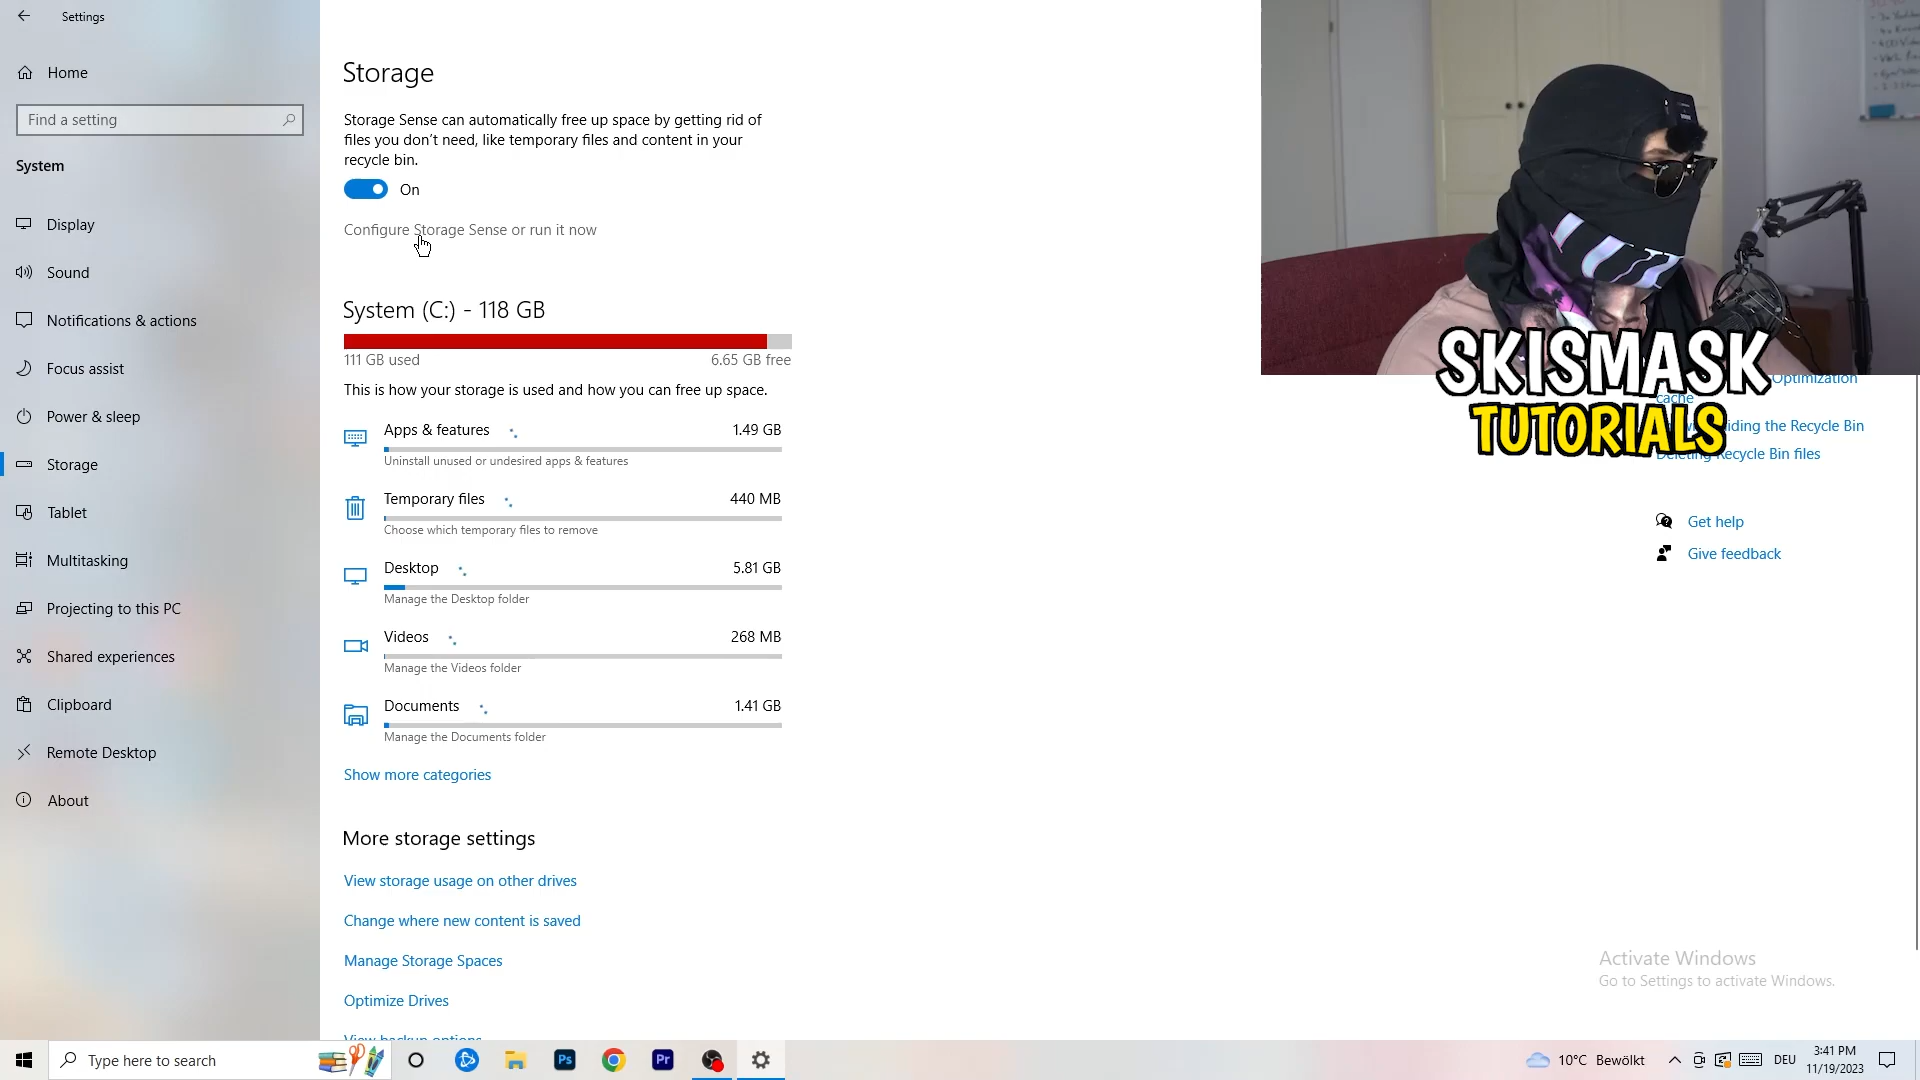 Settings
Home
Find a setting
System
Display
Sound
Notifications & actions
Focus assist
Power & sleep
Storage
Tablet
Multitasking
Projecting to this PC
Shared experiences
Clipboard
Remote Desktop
About
Storage
Storage Sense can automatically free up space by getting rid of
files you don't need, like temporary files and content in your
recycle bin.
On
Configure Storage Sense or run it now
System (C:) - 118 GB
111 GB used
6.65 GB free
This is how your storage is used and how you can free up space.
Apps & features
1.49 GB
Uninstall unused or undesired apps & features
Temporary files
440 MB
Choose which temporary files to remove
Desktop
5.81 GB
Manage the Desktop folder
Videos
268 MB
Manage the Videos folder
Documents
1.41 GB
Manage the Documents folder
Show more categories
More storage settings
View storage usage on other drives
Change where new content is saved
Manage Storage Spaces
Optimize Drives
View backup options
SKISMASK
TUTORIALS
Optimization
cache
the Recycle Bin
Recycle Bin files
Get help
Give feedback
Activate Windows
Go to Settings to activate Windows.
Type here to search
Ps
Pr
10°C Bewölkt
DEU
3:41 PM
11/19/2023